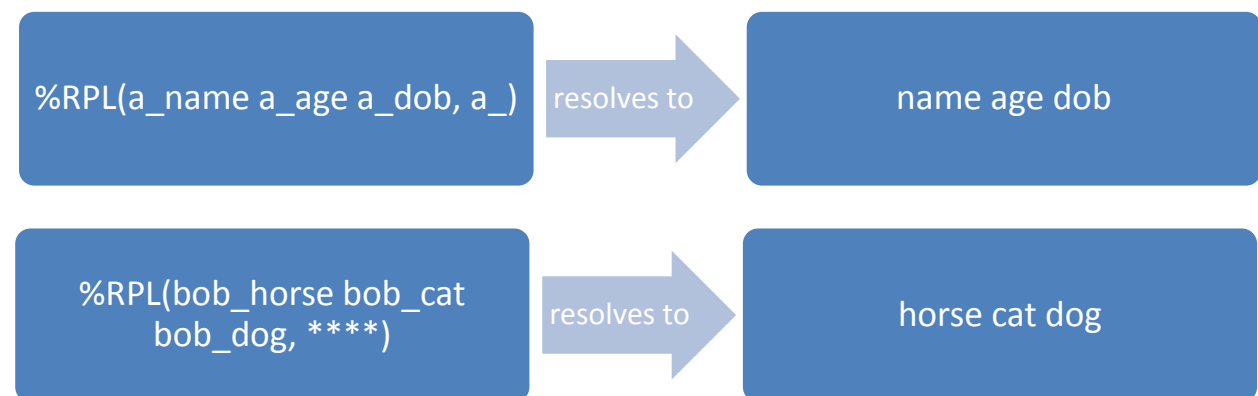 %RPL(a_name a_age a_dob, a_)
resolves to
name age dob
%RPL(bob_horse bob_cat
bob_dog, ****)
resolves to
horse cat dog